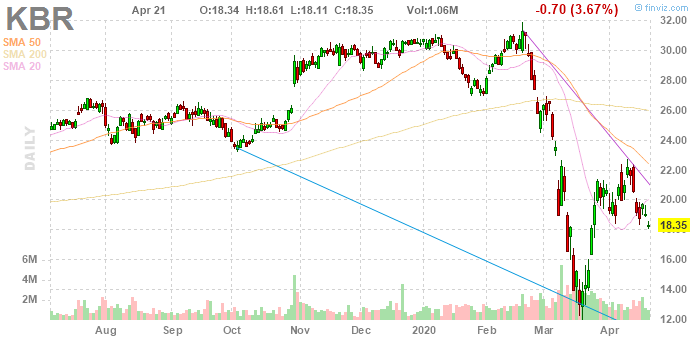 KBR Apr 21 O:18.34 H:18.61 L:18.11 C:18.35 Vol:1.06M -0.70 (3.67%) © finviz.com
SMA 50
SMA 200
SMA 20
DAILY
32.00
30.00
28.00
26.00
24.00
22.00
20.00
18.35
16.00
14.00
12.00
6M
4M
2M
Aug Sep Oct Nov Dec 2020 Feb Mar Apr